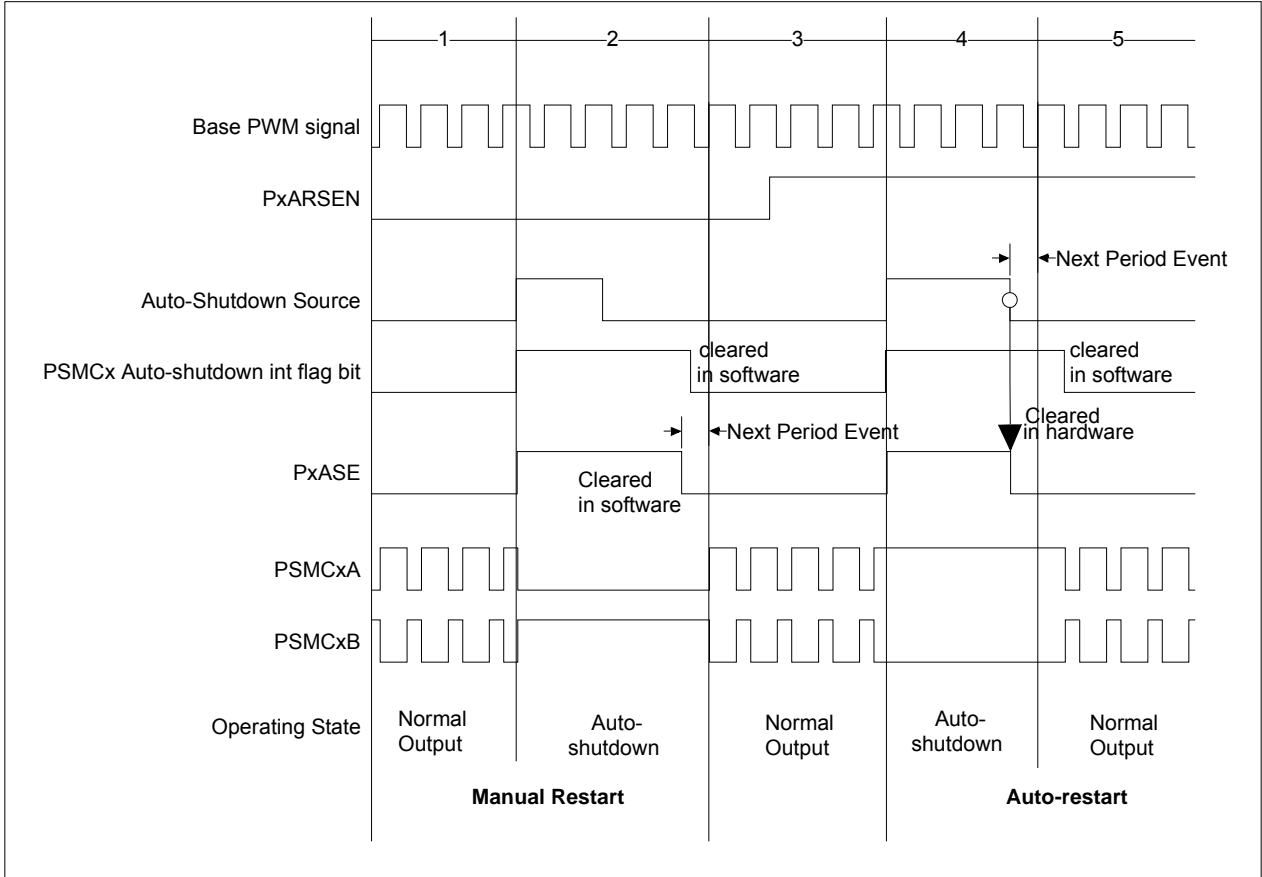 1 2 3 4 5
Base PWM signal
PxARSEN
Next Period Event
Auto-Shutdown Source
PSMCx Auto-shutdown int flag bit
cleared
in software
cleared
in software
Next Period Event
Cleared
in hardware
PxASE
Cleared
in software
PSMCxA
PSMCxB
Operating State
Normal
Output
Auto-
shutdown
Normal
Output
Auto-
shutdown
Normal
Output
Manual Restart
Auto-restart